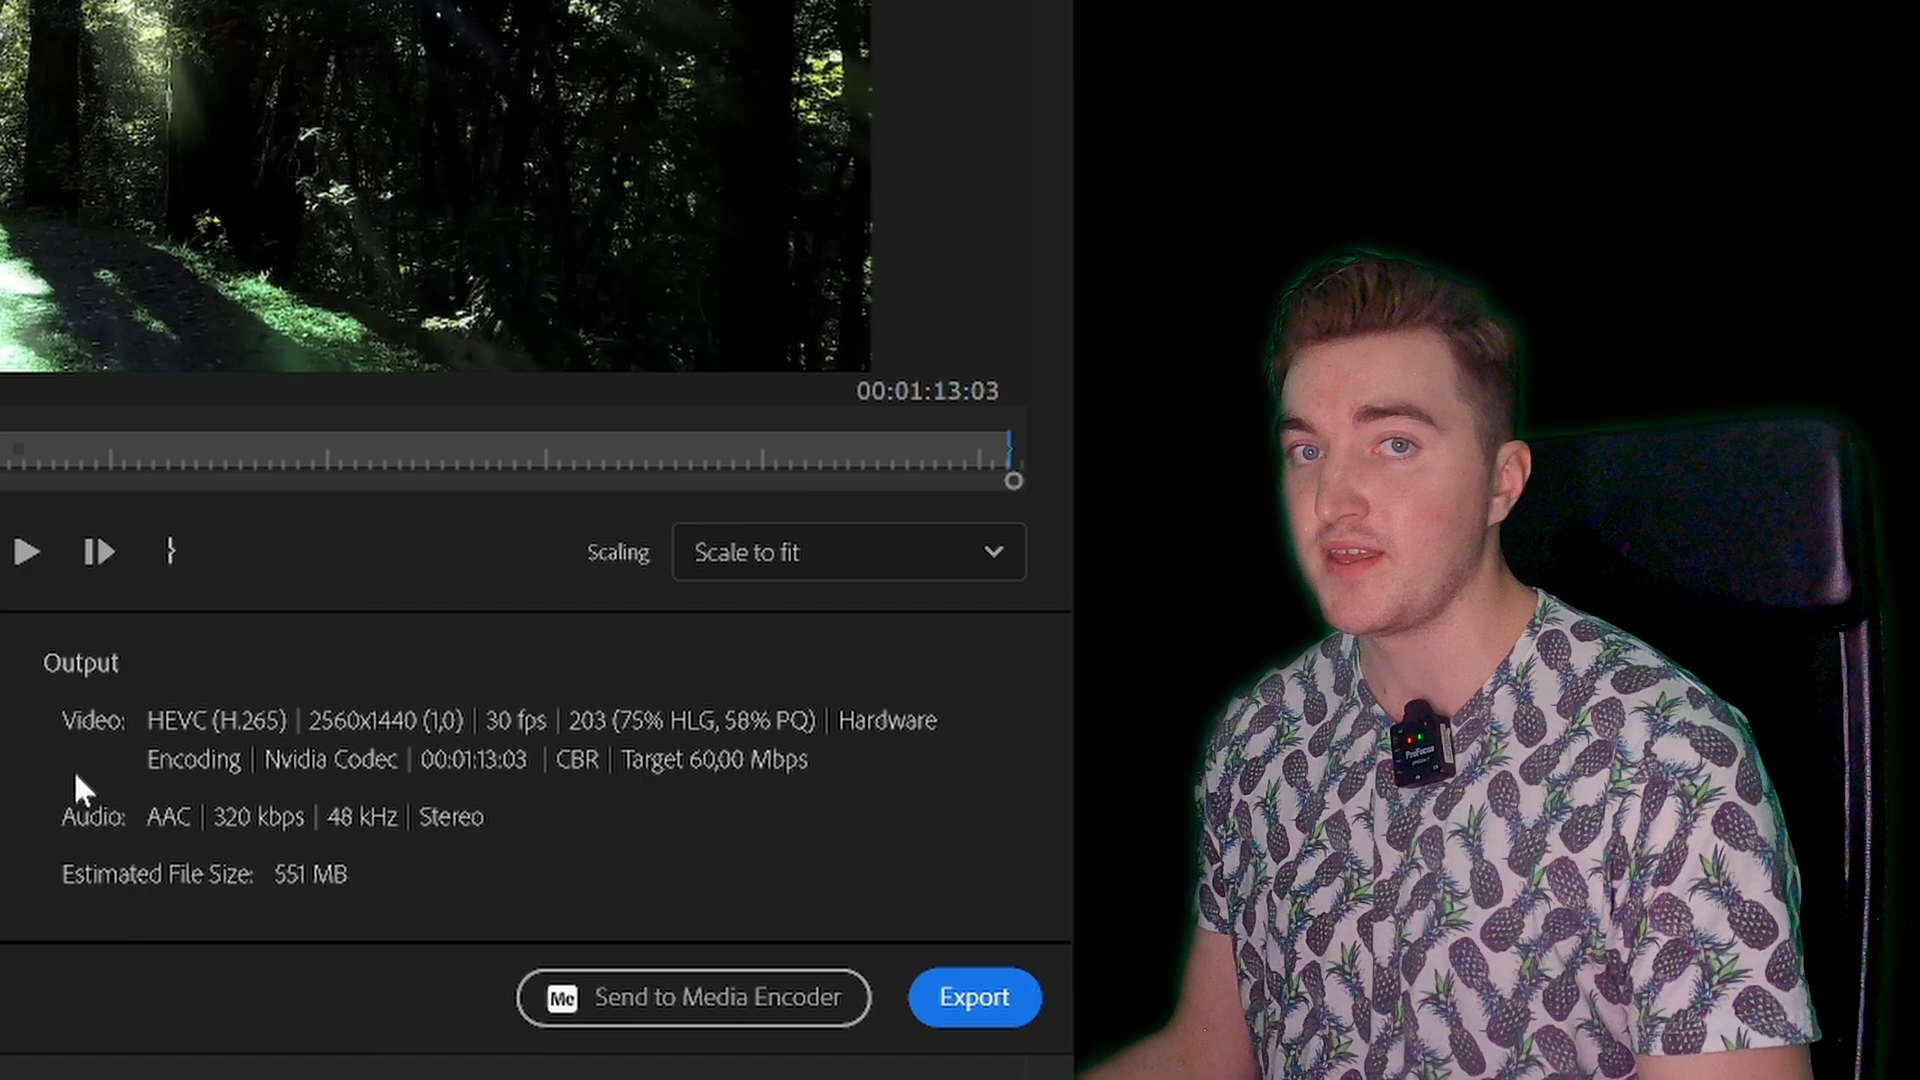 00:01:13:03
Scaling Scale to fit
Output
Video: HEVC (H.265) | 2560x1440 (1,0) | 30 fps | 203 (75% HLG, 58% PQ) | Hardware
Encoding | Nvidia Codec | 00:01:13:03 | CBR | Target 60,00 Mbps
Audio: AAC | 320 kbps | 48 kHz | Stereo
Estimated File Size: 551 MB
Me Send to Media Encoder
Export